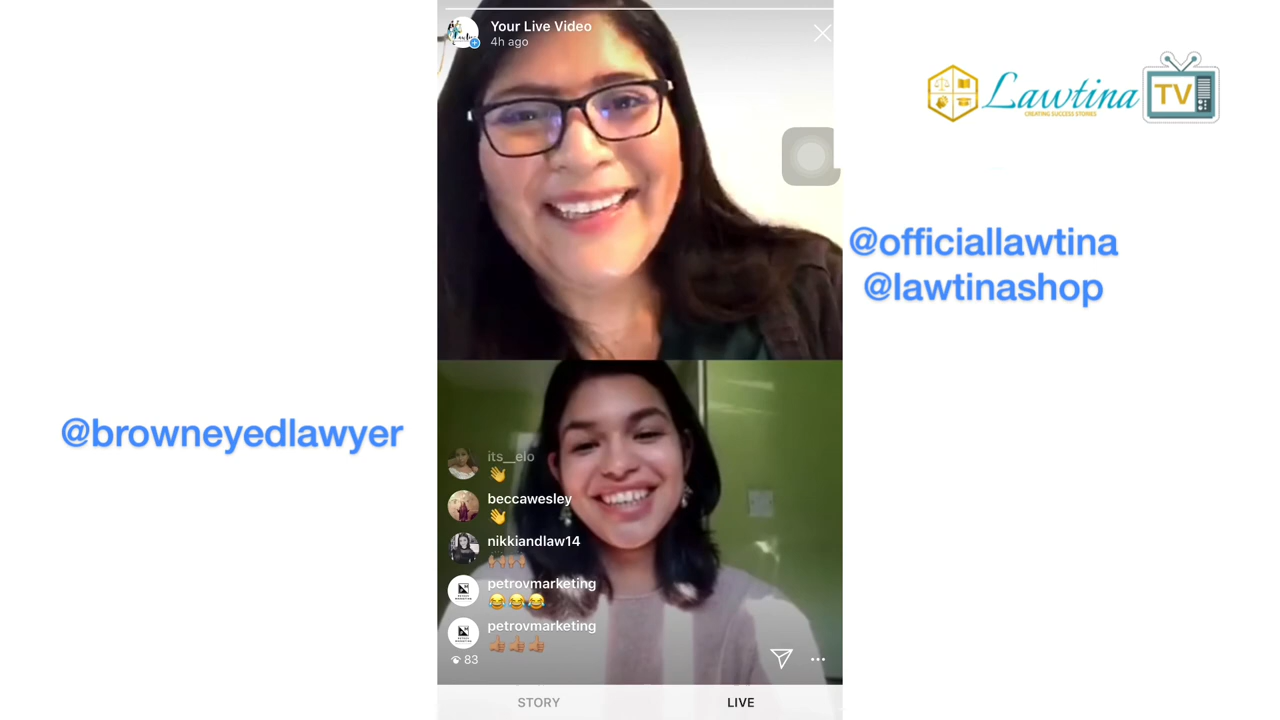 Your Live Video
4h ago
Lawtina
CREATING SUCCESS STORIES
TV
@officiallawtina
@lawtinashop
@browneyedlawyer
its__elo
👋
beccawesley
👋
nikkiandlaw14
🙌🏽🙌🏽
petrovmarketing
😂😂😂
petrovmarketing
👍🏽👍🏽👍🏽
83
STORY
LIVE